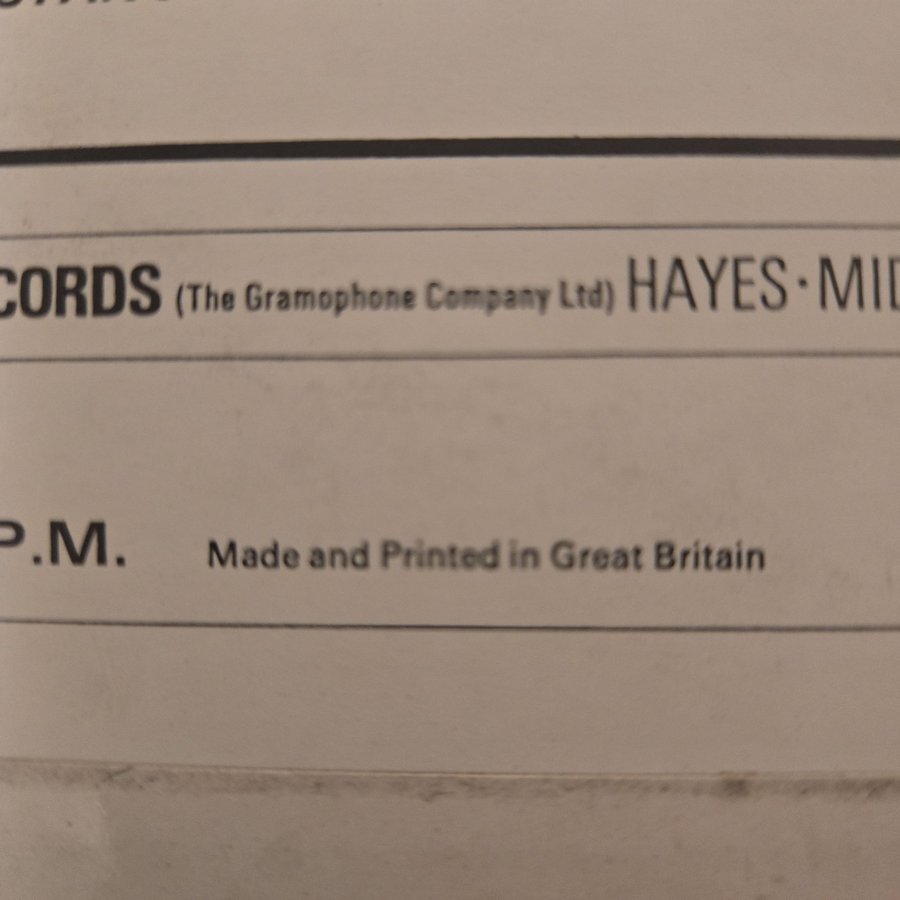 CORDS (The Gramophone Company Ltd) HAYES · MID
P.M. Made and Printed in Great Britain